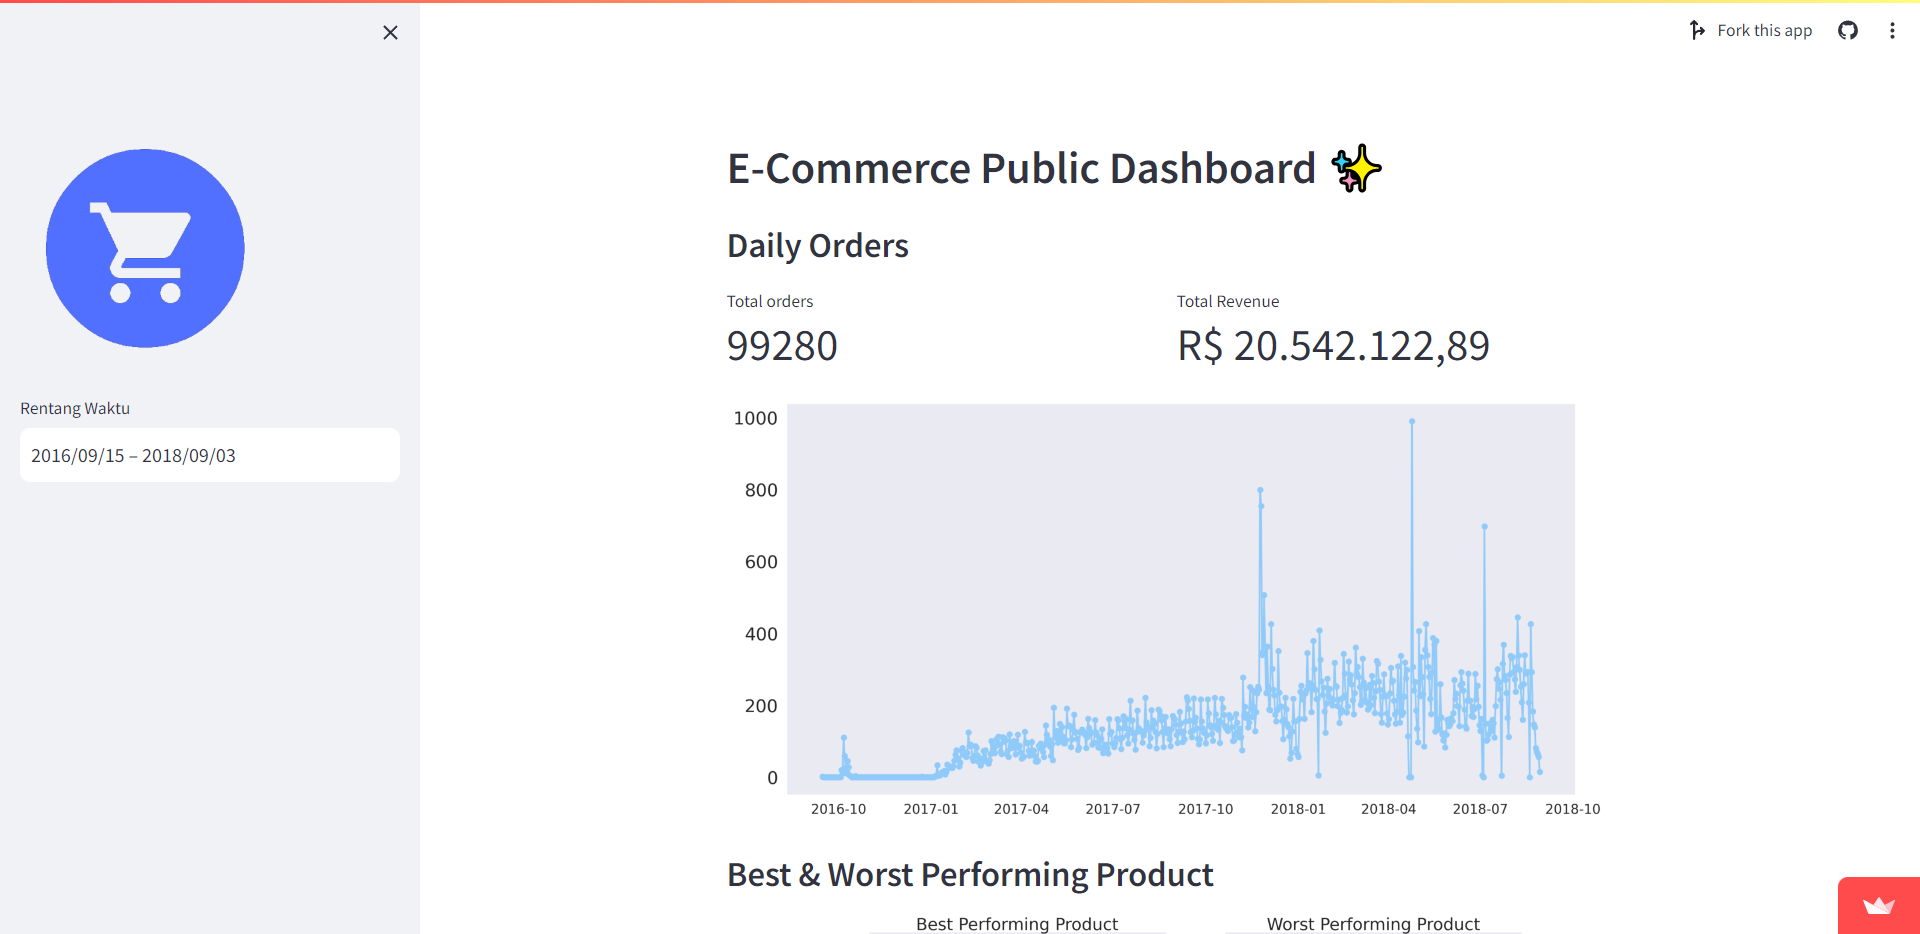 Fork this app
Rentang Waktu
2016/09/15 – 2018/09/03
E-Commerce Public Dashboard
Daily Orders
Total orders
99280
Total Revenue
R$ 20.542.122,89
1000
800
600
400
200
0
2016-10 2017-01 2017-04 2017-07 2017-10 2018-01 2018-04 2018-07 2018-10
Best & Worst Performing Product
Best Performing Product
Worst Performing Product